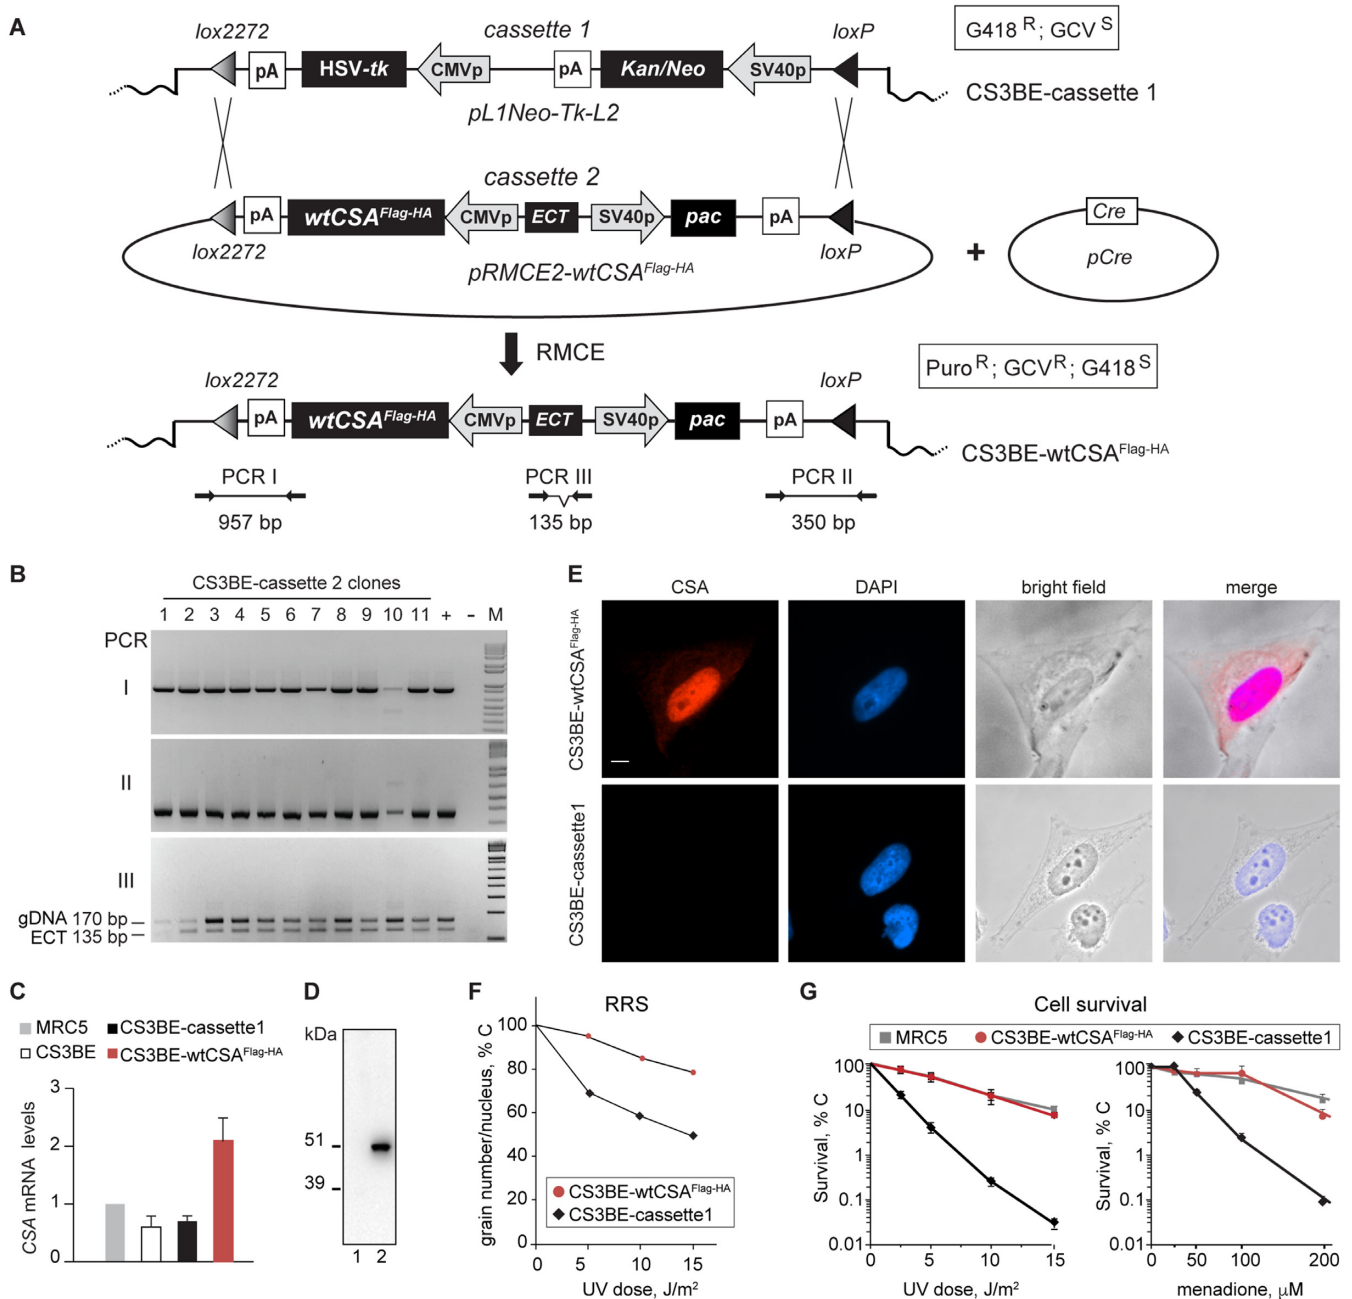 A
lox2272 cassette 1 loxP
G418 R; GCV S
pA HSV-tk CMVp pA Kan/Neo SV40p
CS3BE-cassette 1
pL1Neo-Tk-L2
cassette 2
pA wtCSA Flag-HA CMVp ECT SV40p pac pA
lox2272 pRMCE2-wtCSA Flag-HA loxP
+
Cre
pCre
RMCE
Puro R; GCV R; G418 S
lox2272 loxP
pA wtCSA Flag-HA CMVp ECT SV40p pac pA
CS3BE-wtCSA Flag-HA
PCR I PCR III PCR II
957 bp 135 bp 350 bp
B
CS3BE-cassette 2 clones
1 2 3 4 5 6 7 8 9 10 11 + - M
PCR
I
II
III
gDNA 170 bp
ECT 135 bp
E
CSA DAPI bright field merge
CS3BE-wtCSA Flag-HA
CS3BE-cassette1
C
MRC5 CS3BE-cassette1
CS3BE CS3BE-wtCSA Flag-HA
CSA mRNA levels
3
2
1
0
D
kDa
51
39
1 2
F
RRS
grain number/nucleus, % C
100
80
60
40
20
0
CS3BE-wtCSA Flag-HA
CS3BE-cassette1
0 5 10 15
UV dose, J/m²
G
Cell survival
MRC5 CS3BE-wtCSA Flag-HA CS3BE-cassette1
Survival, % C
100
10
1
0.1
0.01
0 5 10 15
UV dose, J/m²
Survival, % C
100
10
1
0.1
0.01
0 50 100 200
menadione, μM